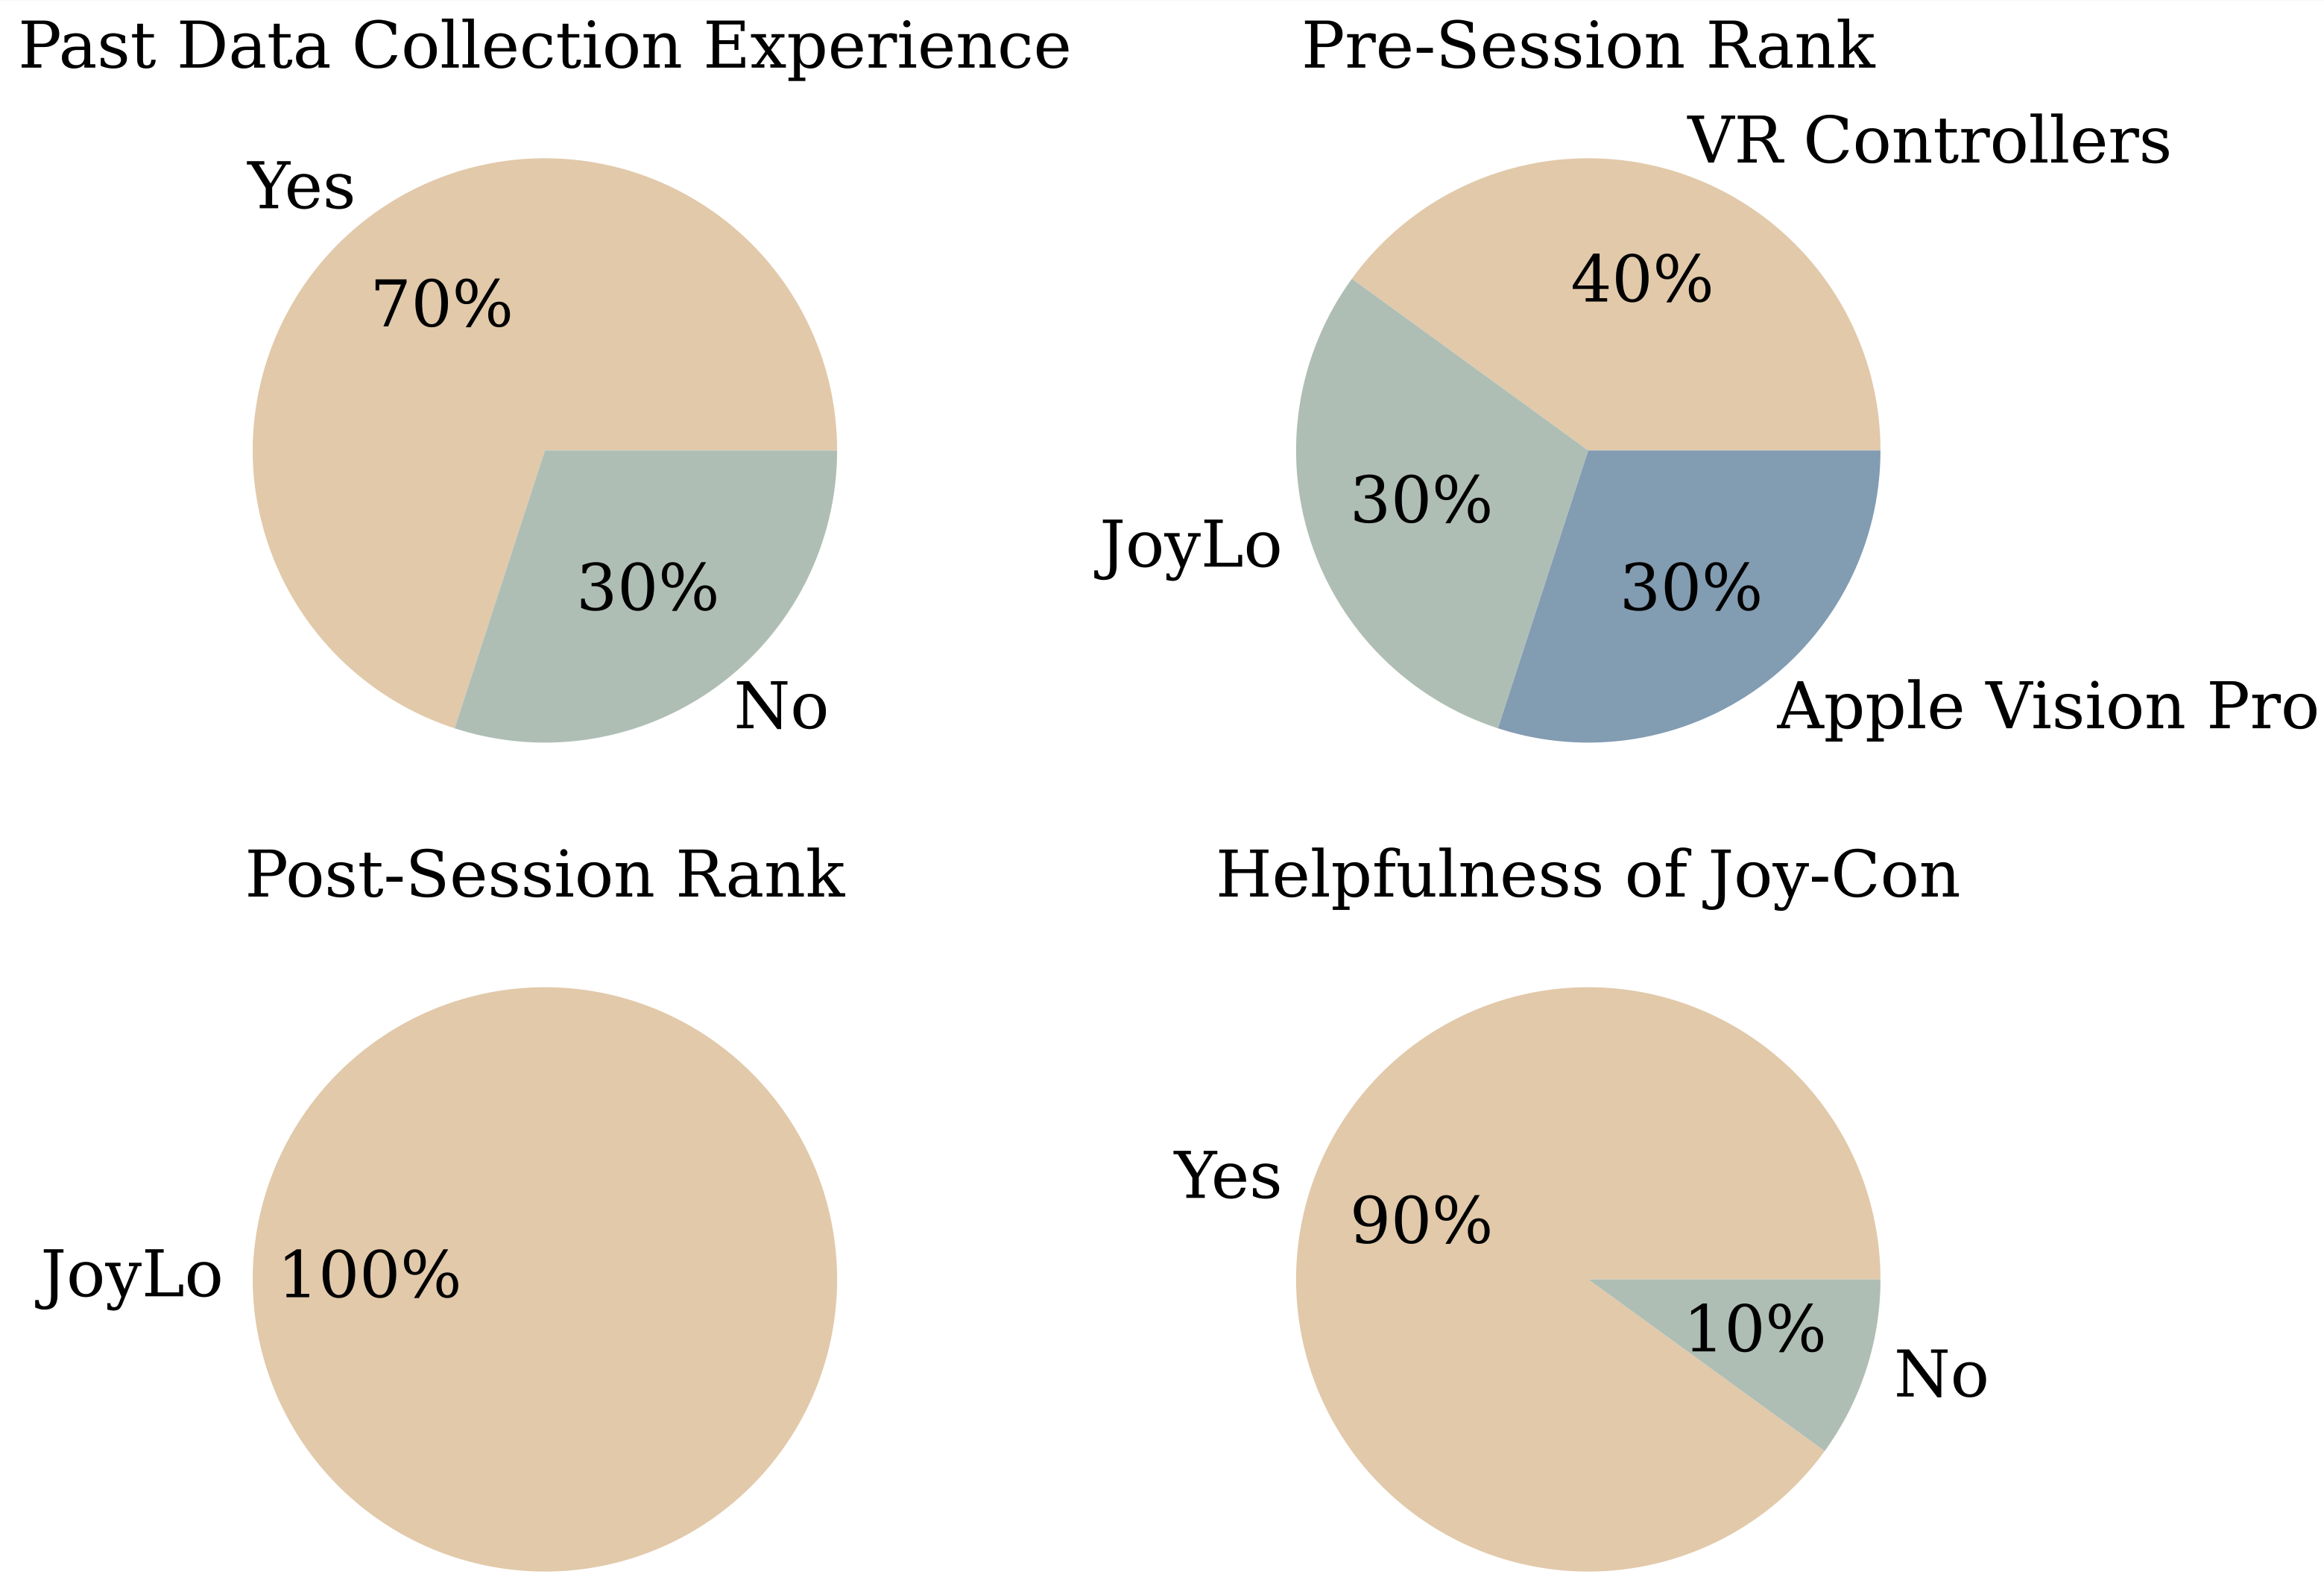 Past Data Collection Experience
Yes
70%
30%
No
Pre-Session Rank
VR Controllers
40%
JoyLo
30%
30%
Apple Vision Pro
Post-Session Rank
JoyLo
100%
Helpfulness of Joy-Con
Yes
90%
10%
No